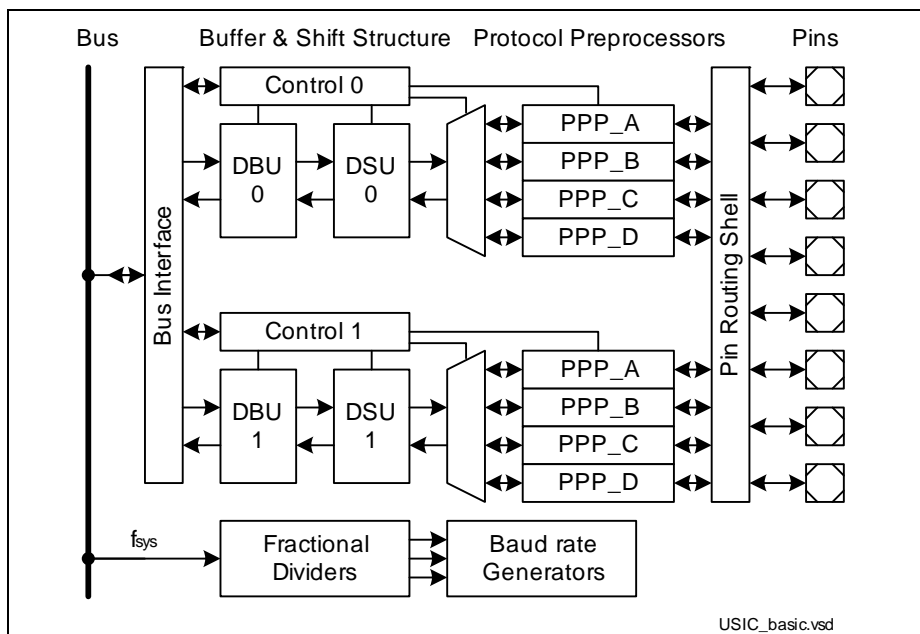 Bus
Buffer & Shift Structure
Protocol Preprocessors
Pins
Control 0
PPP_A
PPP_B
PPP_C
PPP_D
DBU
0
DSU
0
Bus Interface
Pin Routing Shell
Control 1
PPP_A
PPP_B
PPP_C
PPP_D
DBU
1
DSU
1
fsys
Fractional
Dividers
Baud rate
Generators
USIC_basic.vsd